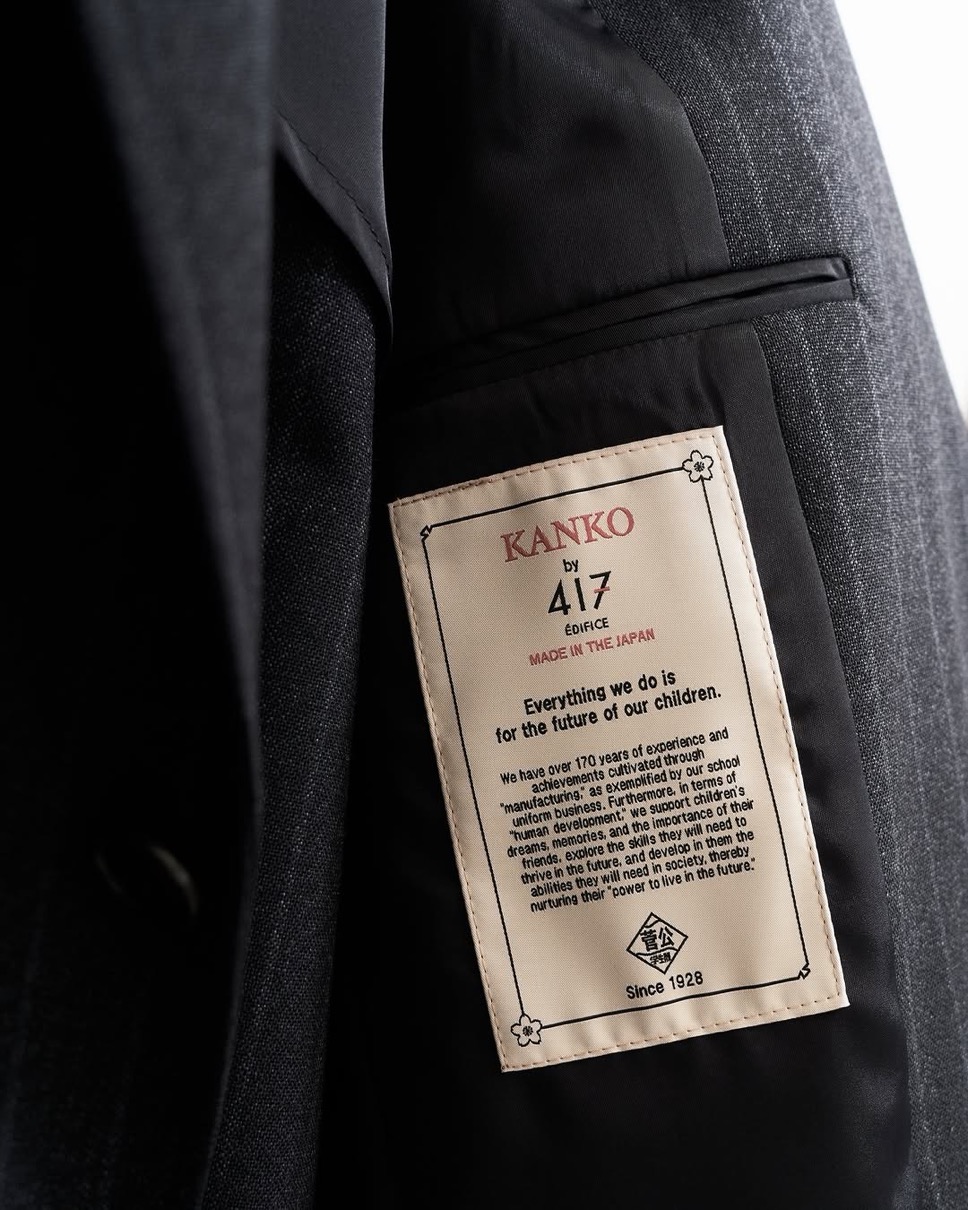 KANKO
by
417
ÉDIFICE
MADE IN THE JAPAN
Everything we do is
for the future of our children.
We have over 170 years of experience and
achievements cultivated through
"manufacturing," as exemplified by our school
uniform business. Furthermore, in terms of
"human development," we support children's
dreams, memories, and the importance of their
friends, explore the skills they will need to
thrive in the future, and develop in them the
abilities they will need in society, thereby
nurturing their "power to live in the future."
菅公
学生服
Since 1928